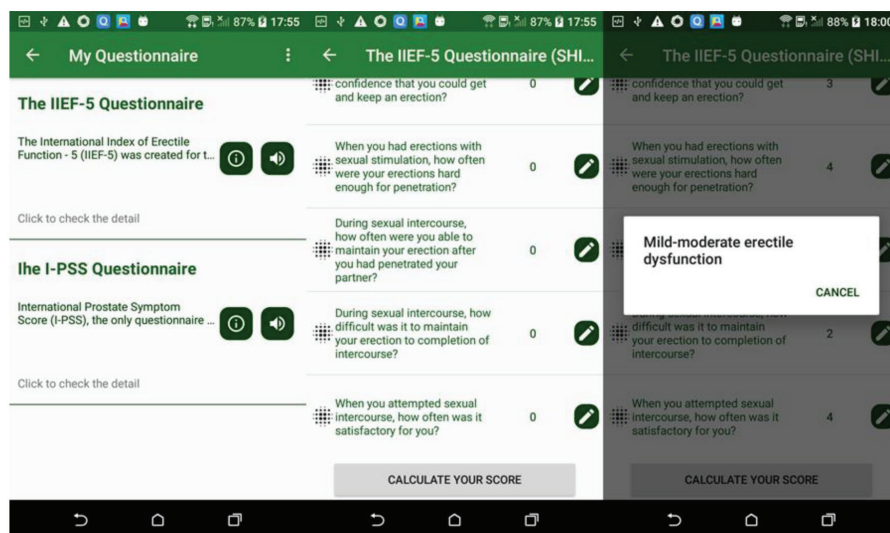 87% 17:55
My Questionnaire
The IIEF-5 Questionnaire
The International Index of Erectile
Function - 5 (IIEF-5) was created for t...
Click to check the detail
Ihe I-PSS Questionnaire
International Prostate Symptom
Score (I-PSS), the only questionnaire ...
Click to check the detail
87% 17:55
The IIEF-5 Questionnaire (SHI...
confidence that you could get
and keep an erection?
0
When you had erections with
sexual stimulation, how often
were your erections hard
enough for penetration?
0
During sexual intercourse,
how often were you able to
maintain your erection after
you had penetrated your
partner?
0
During sexual intercourse, how
difficult was it to maintain
your erection to completion of
intercourse?
0
When you attempted sexual
intercourse, how often was it
satisfactory for you?
0
CALCULATE YOUR SCORE
88% 18:00
The IIEF-5 Questionnaire (SHI...
confidence that you could get
and keep an erection?
3
When you had erections with
sexual stimulation, how often
were your erections hard
enough for penetration?
4
Mild-moderate erectile
dysfunction
CANCEL
During sexual intercourse, how
difficult was it to maintain
your erection to completion of
intercourse?
2
When you attempted sexual
intercourse, how often was it
satisfactory for you?
4
CALCULATE YOUR SCORE